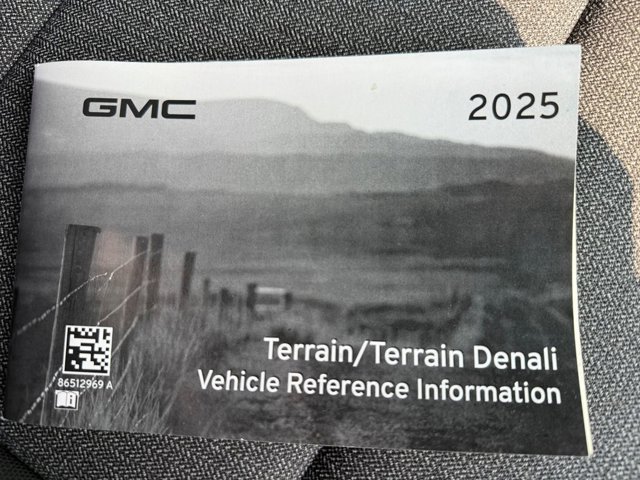 GMC
2025
Terrain/Terrain Denali
Vehicle Reference Information
86512969 A